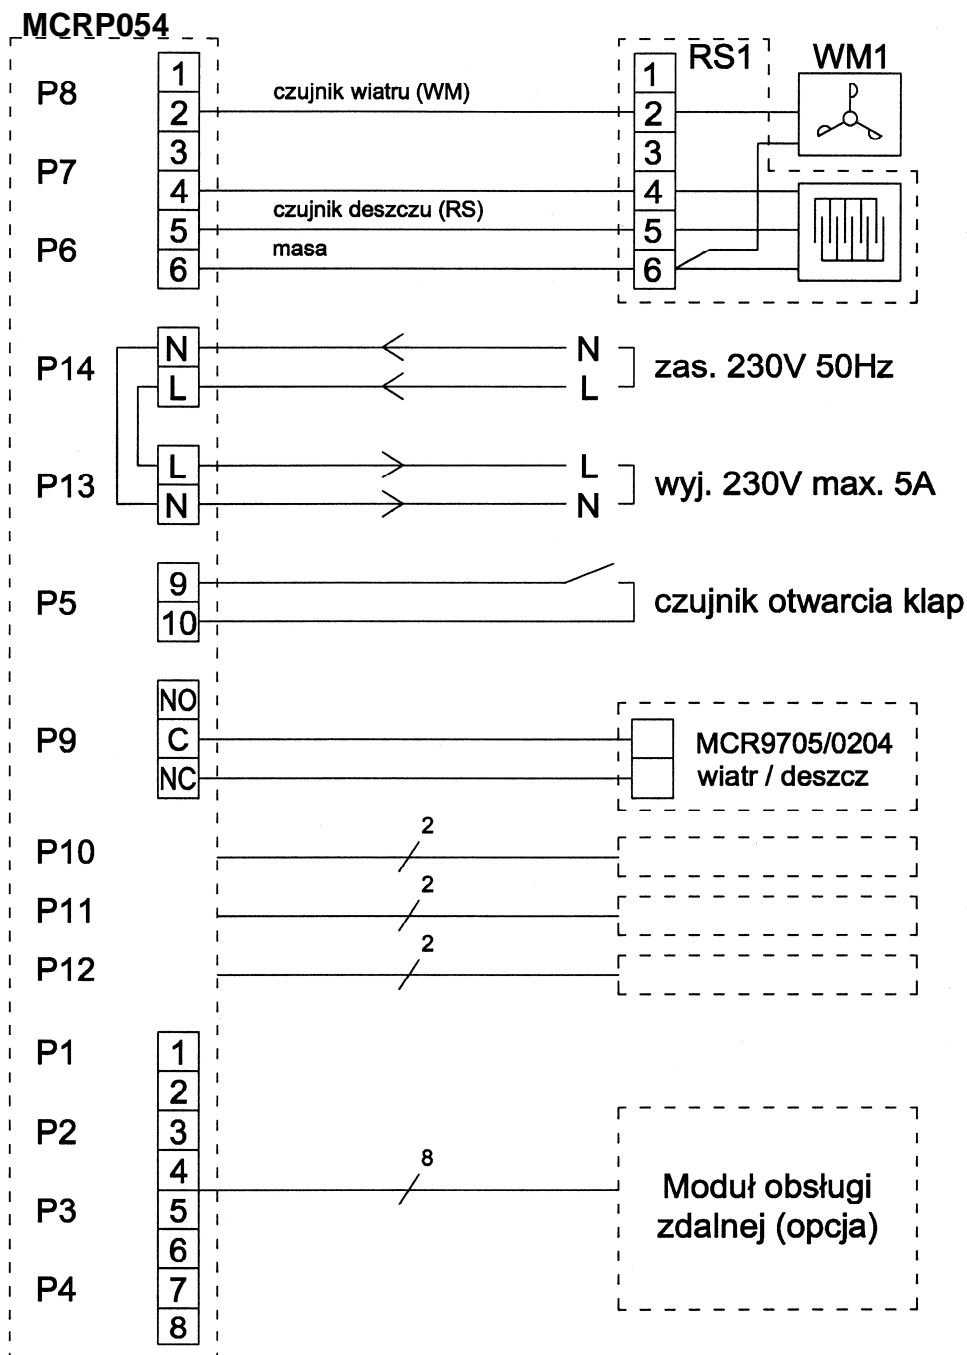 MCRP054
P8
1
2
P7
3
4
P6
5
6
czujnik wiatru (WM)
czujnik deszczu (RS)
masa
1
2
3
4
5
6
RS1
WM1
P14
N
L
N
L
zas. 230V 50Hz
P13
L
N
L
N
wyj. 230V max. 5A
P5
9
10
czujnik otwarcia klap
P9
NO
C
NC
MCR9705/0204
wiatr / deszcz
P10
2
P11
2
P12
2
P1
1
2
P2
3
4
P3
5
6
P4
7
8
8
Moduł obsługi
zdalnej (opcja)